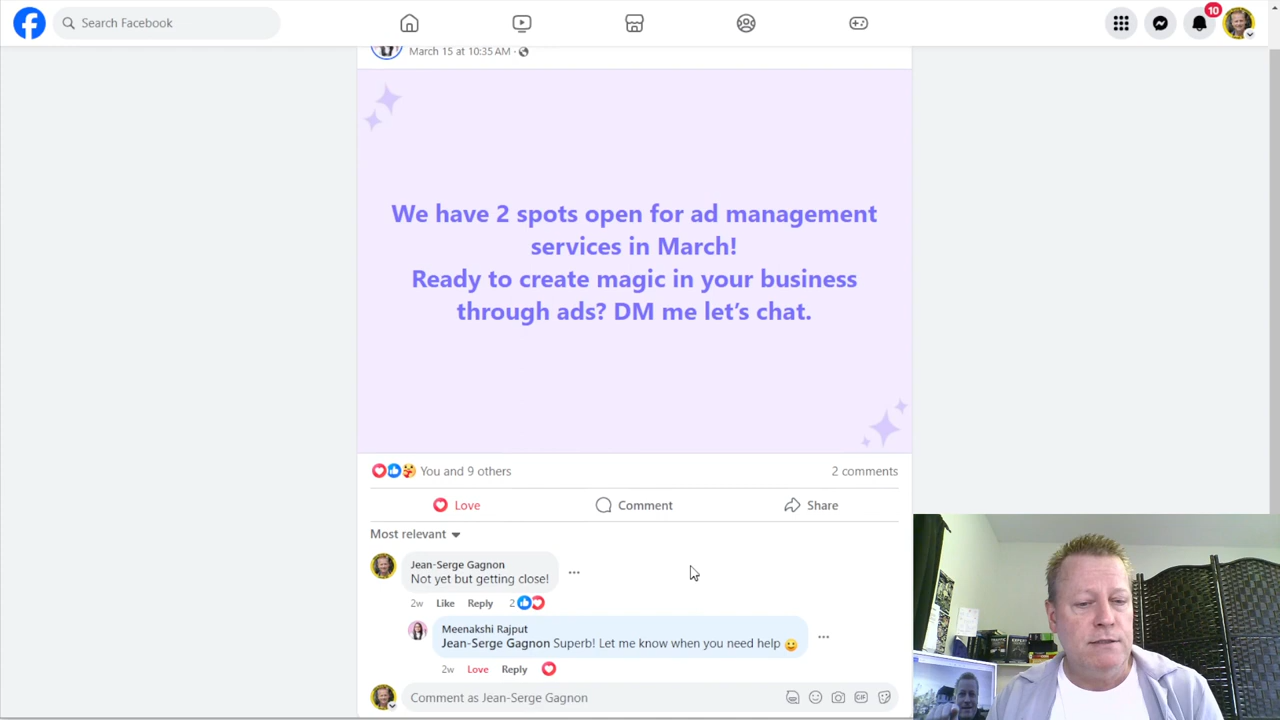 Search Facebook
10
March 15 at 10:35 AM ·
We have 2 spots open for ad management
services in March!
Ready to create magic in your business
through ads? DM me let's chat.
You and 9 others
2 comments
Love
Comment
Share
Most relevant
Jean-Serge Gagnon
Not yet but getting close!
2w Like Reply 2
Meenakshi Rajput
Jean-Serge Gagnon Superb! Let me know when you need help
2w Love Reply
Comment as Jean-Serge Gagnon
GIF